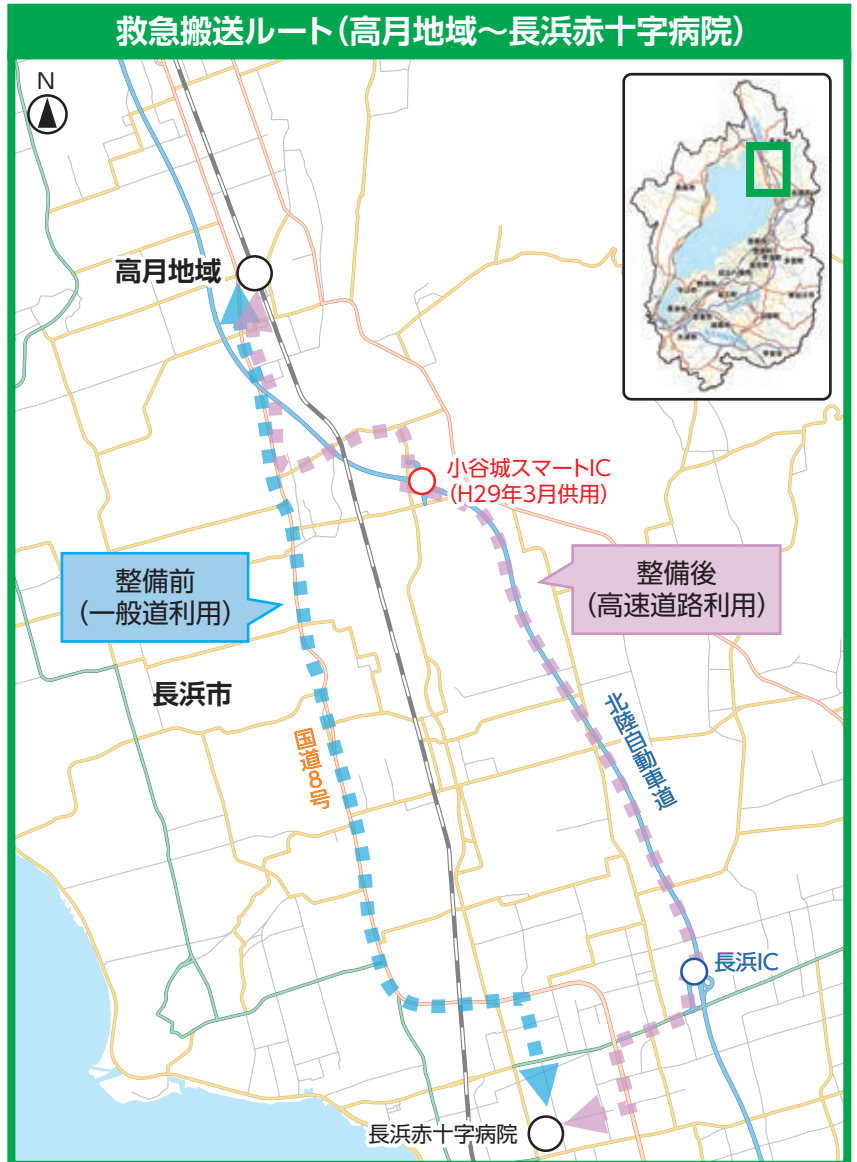 救急搬送ルート(高月地域~長浜赤十字病院)
N
高月地域
小谷城スマートIC
(H29年3月供用)
整備前
(一般道利用)
整備後
(高速道路利用)
長浜市
国道8号
北陸自動車道
長浜IC
長浜赤十字病院